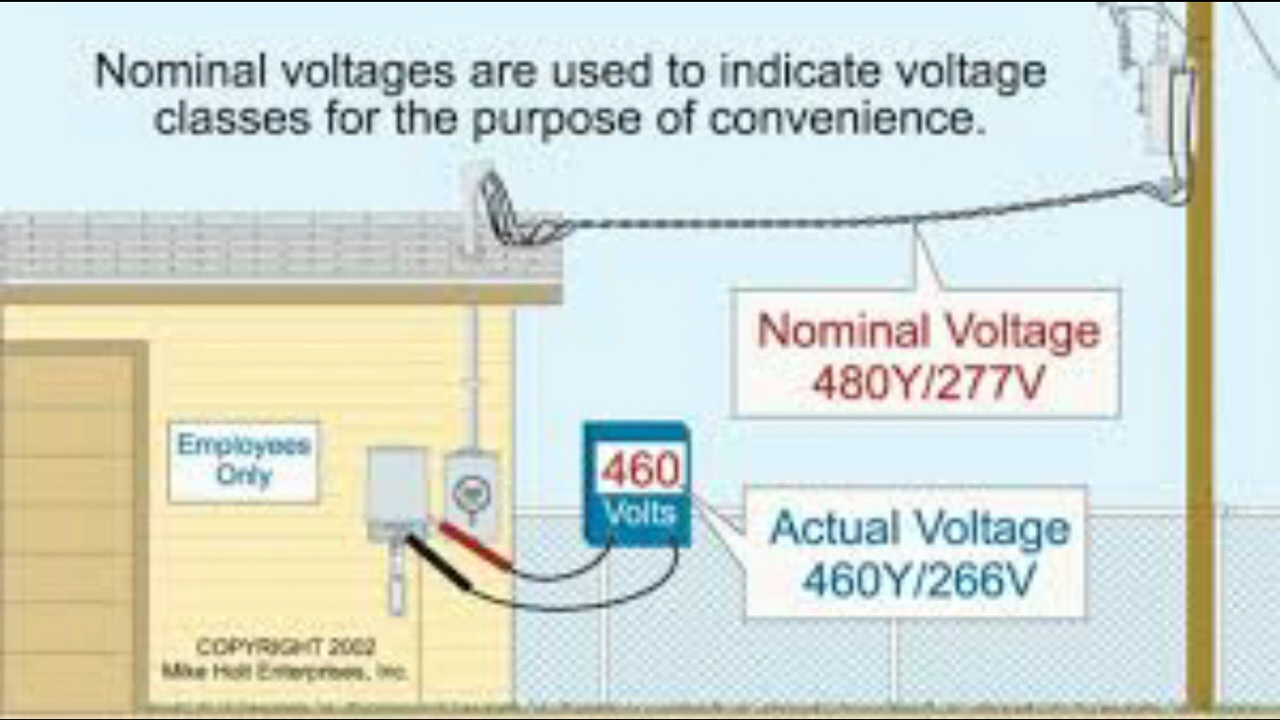 Nominal voltages are used to indicate voltage
classes for the purpose of convenience.
Nominal Voltage
480Y/277V
Employees
Only
460
Volts
Actual Voltage
460Y/266V
COPYRIGHT 2002
Mike Holt Enterprises, Inc.